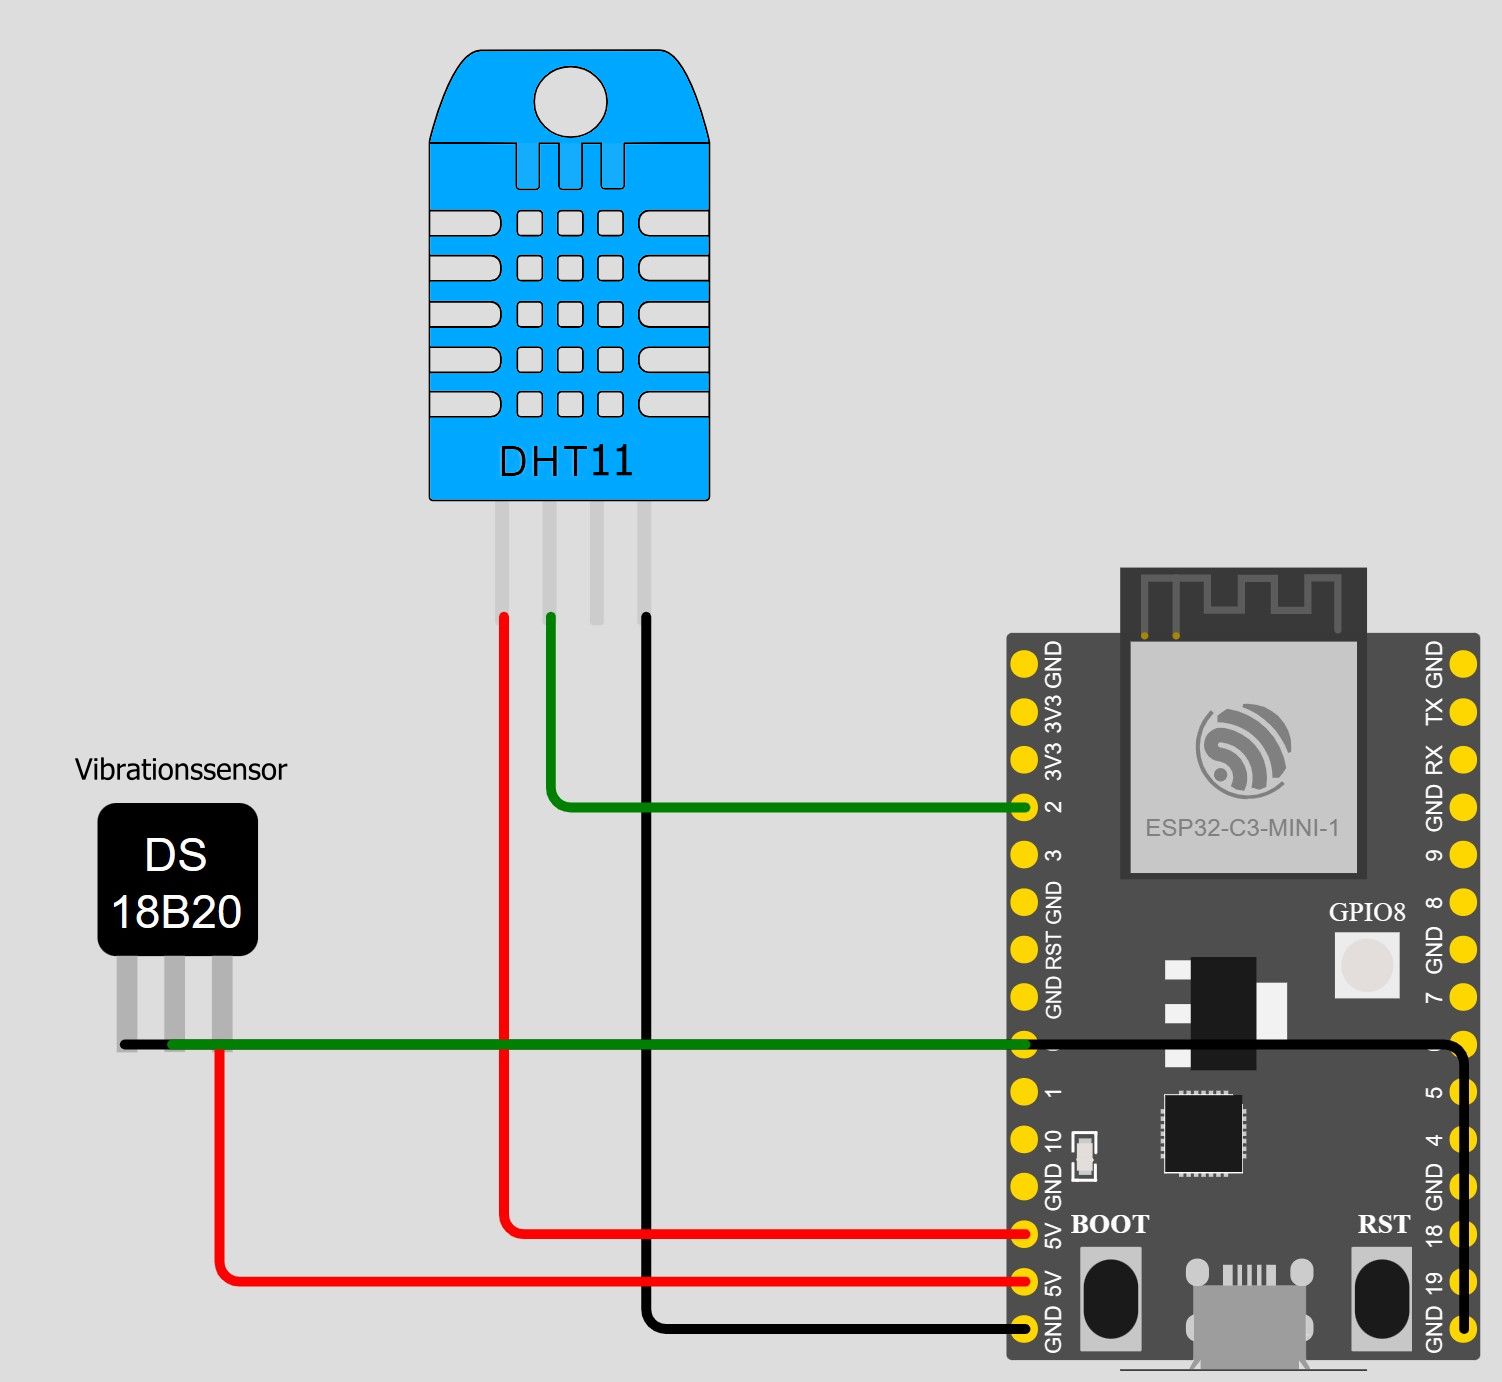 DHT11
Vibrationssensor
DS
18B20
ESP32-C3-MINI-1
GPIO8
BOOT
RST
GND
3V3
3V3
2
3
GND
RST
GND
1
10
GND
5V
5V
GND
GND
TX
RX
GND
9
8
GND
7
5
4
GND
18
19
GND